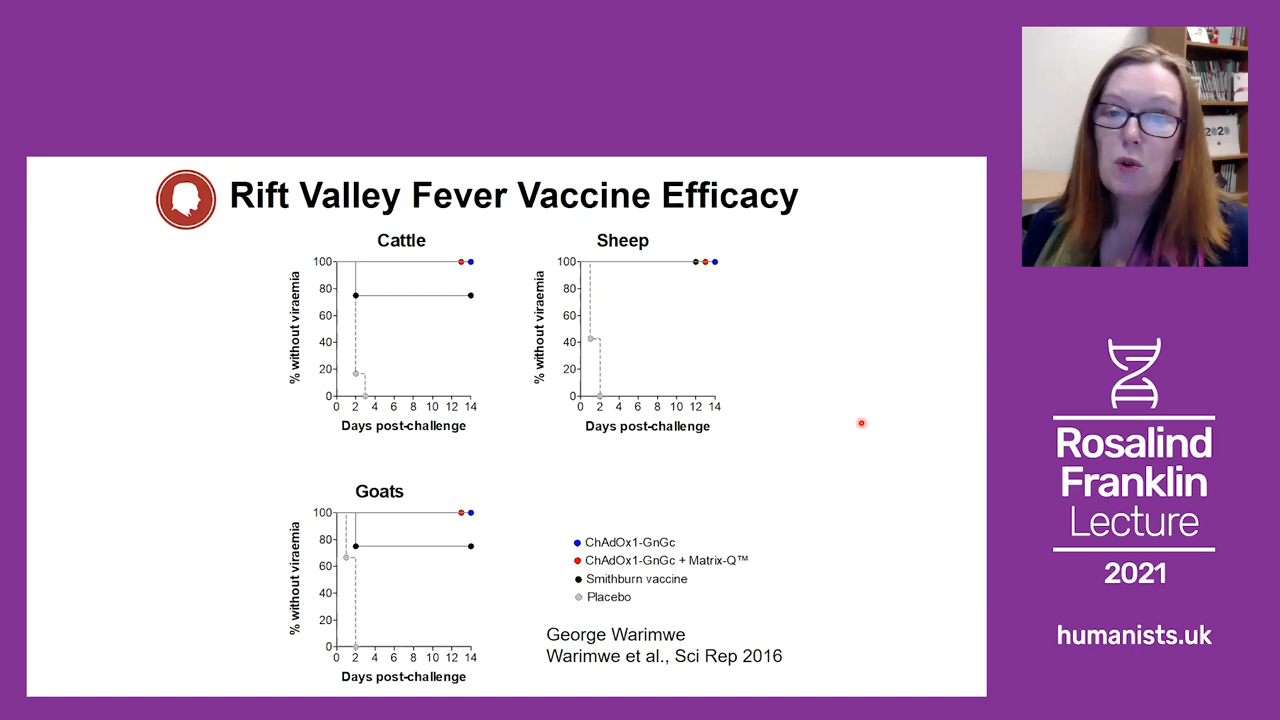 Rift Valley Fever Vaccine Efficacy
Cattle
% without viraemia
100
80
60
40
20
0
0 2 4 6 8 10 12 14
Days post-challenge
Sheep
% without viraemia
100
80
60
40
20
0
0 2 4 6 8 10 12 14
Days post-challenge
Goats
% without viraemia
100
80
60
40
20
0
0 2 4 6 8 10 12 14
Days post-challenge
ChAdOx1-GnGc
ChAdOx1-GnGc + Matrix-Q™
Smithburn vaccine
Placebo
George Warimwe
Warimwe et al., Sci Rep 2016
2020
Rosalind
Franklin
Lecture
2021
humanists.uk